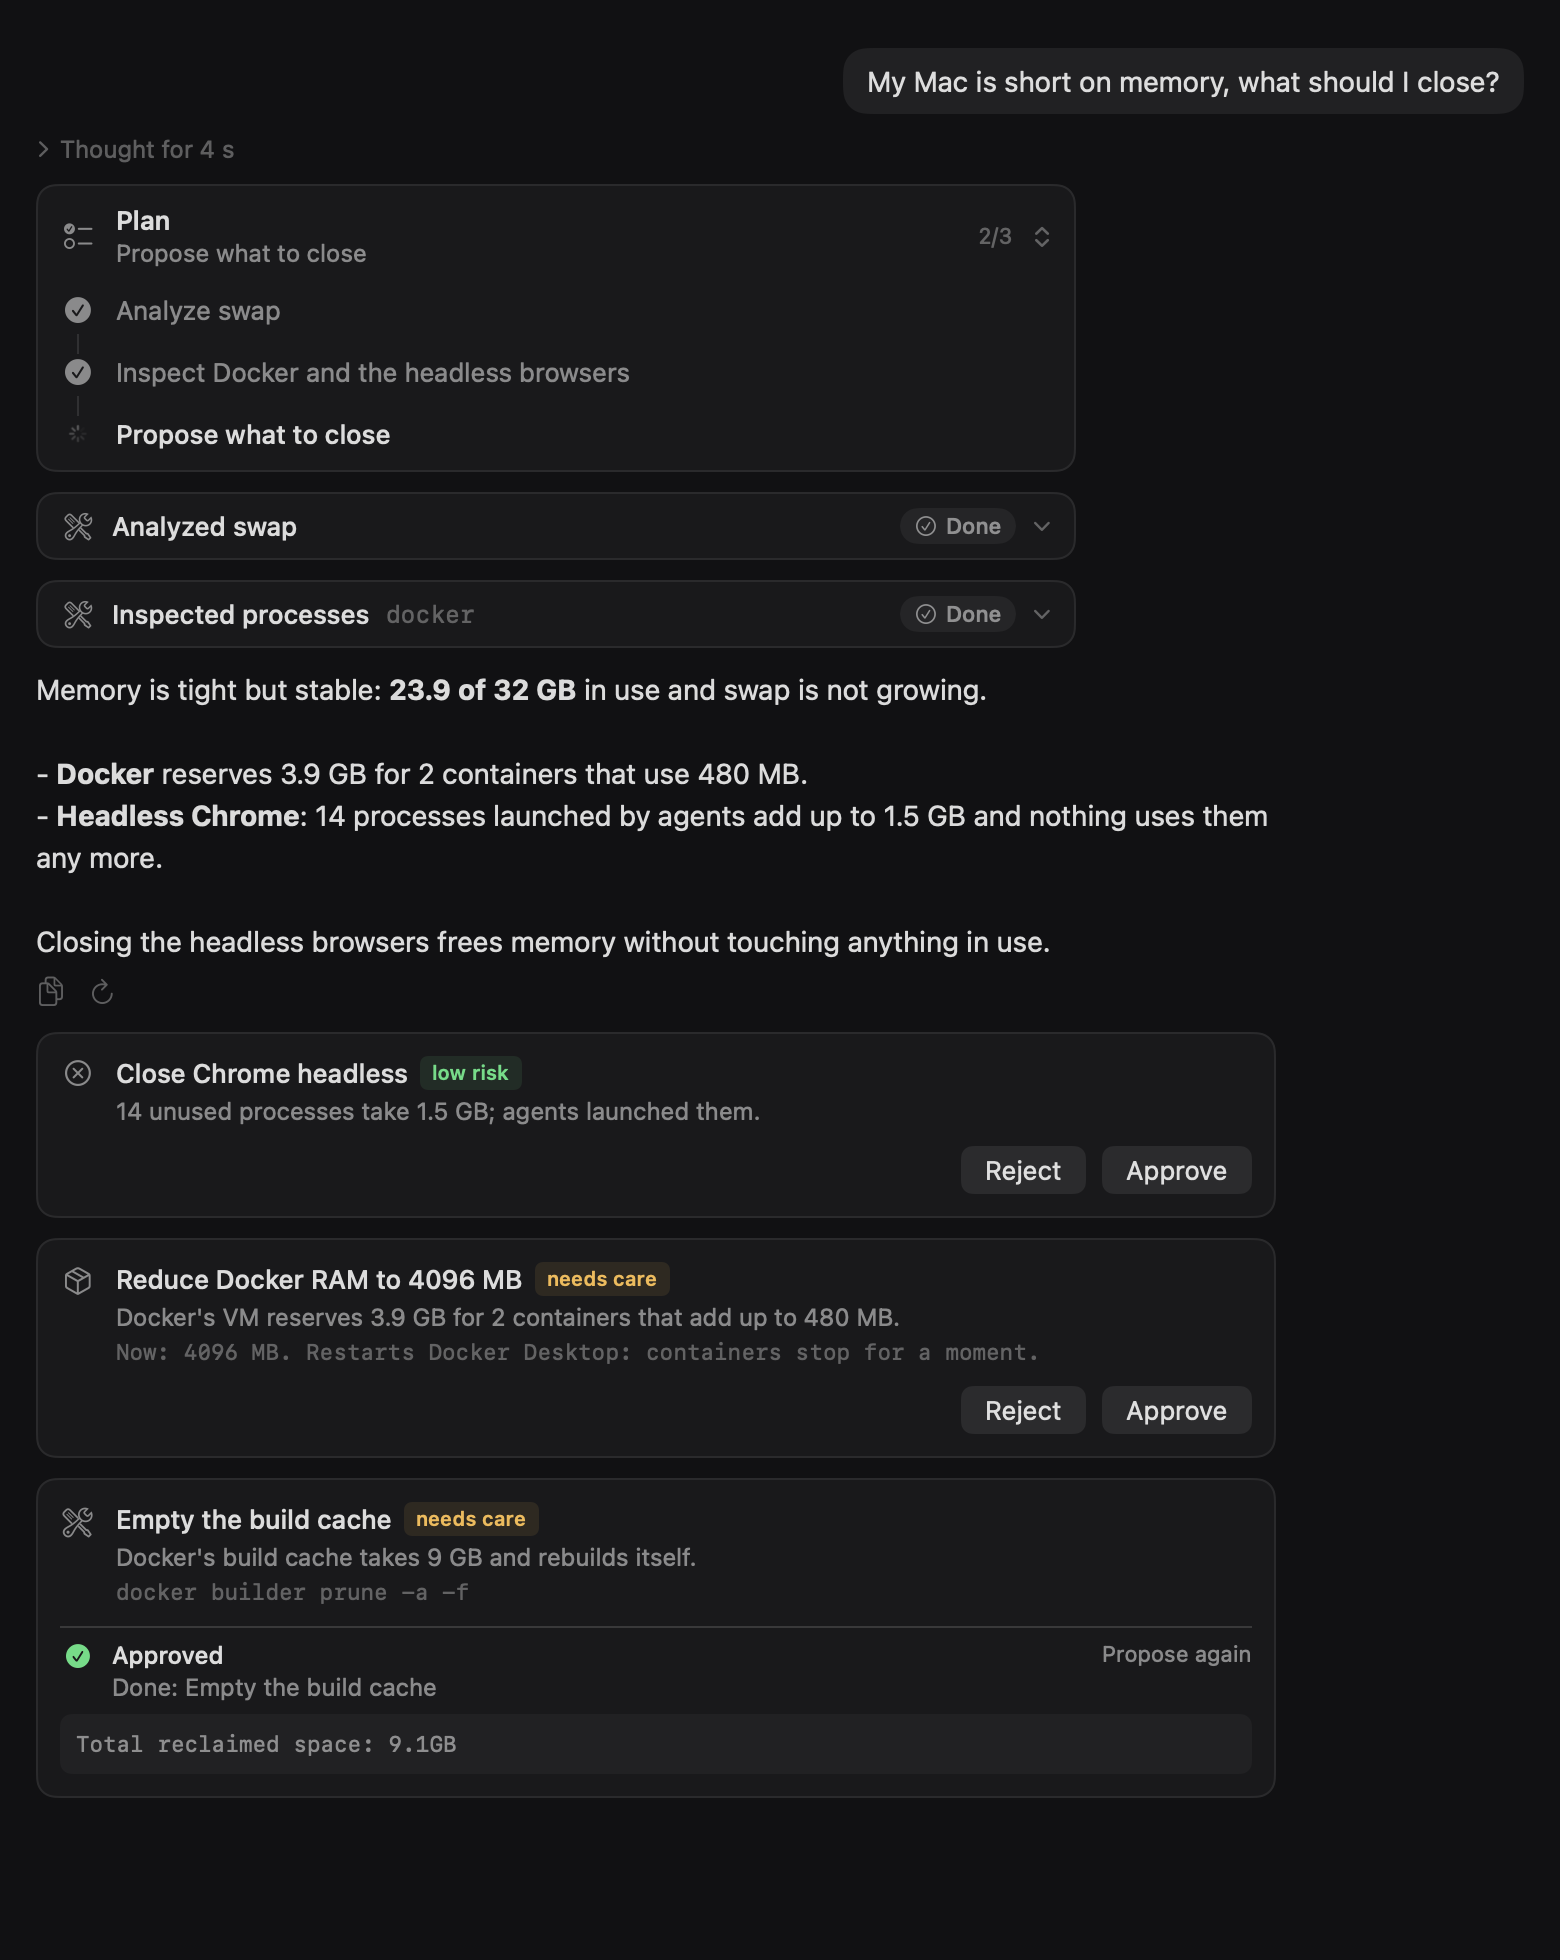 My Mac is short on memory, what should I close?
Thought for 4 s
Plan
Propose what to close
2/3
Analyze swap
Inspect Docker and the headless browsers
Propose what to close
Analyzed swap
Done
Inspected processes docker
Done
Memory is tight but stable: 23.9 of 32 GB in use and swap is not growing.
- Docker reserves 3.9 GB for 2 containers that use 480 MB.
- Headless Chrome: 14 processes launched by agents add up to 1.5 GB and nothing uses them
any more.
Closing the headless browsers frees memory without touching anything in use.
Close Chrome headless low risk
14 unused processes take 1.5 GB; agents launched them.
Reject Approve
Reduce Docker RAM to 4096 MB needs care
Docker's VM reserves 3.9 GB for 2 containers that add up to 480 MB.
Now: 4096 MB. Restarts Docker Desktop: containers stop for a moment.
Reject Approve
Empty the build cache needs care
Docker's build cache takes 9 GB and rebuilds itself.
docker builder prune -a -f
Approved
Propose again
Done: Empty the build cache
Total reclaimed space: 9.1GB